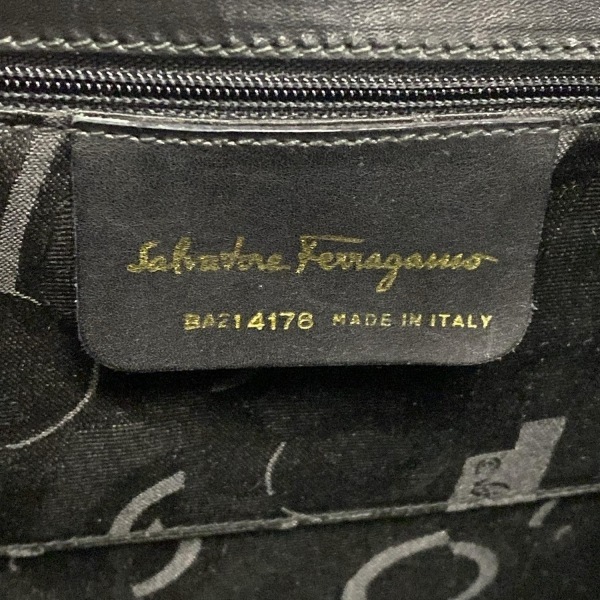 Salvatore Ferragamo
BA214178 MADE IN ITALY